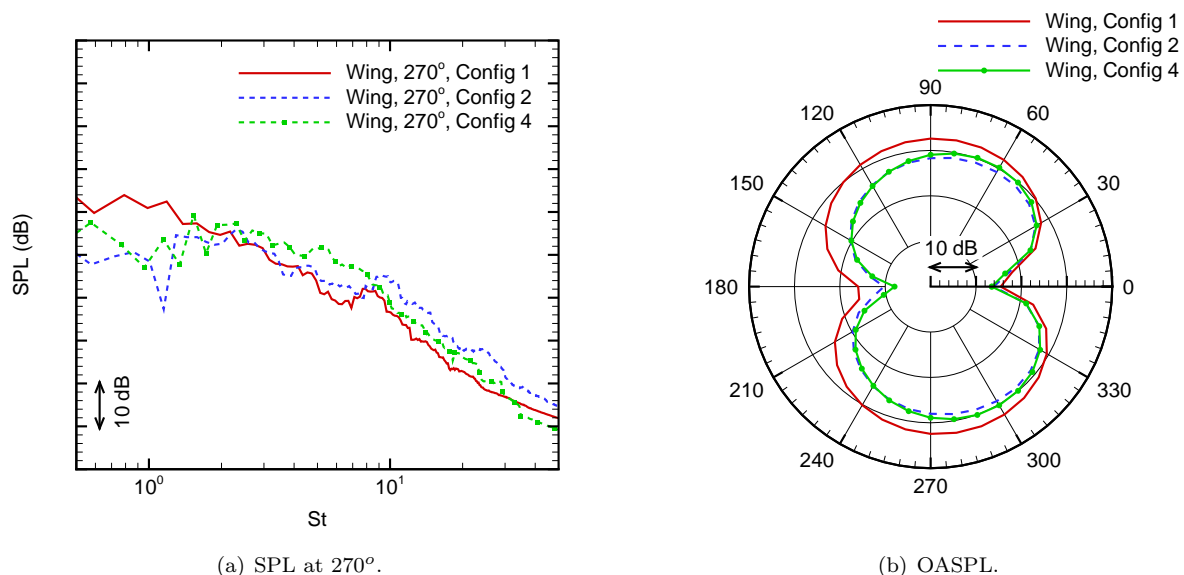 Wing, 270°, Config 1
Wing, 270°, Config 2
Wing, 270°, Config 4
SPL (dB)
10 dB
10⁰
10¹
St
(a) SPL at 270°.
Wing, Config 1
Wing, Config 2
Wing, Config 4
90
120
60
150
30
10 dB
180
0
210
330
240
300
270
(b) OASPL.